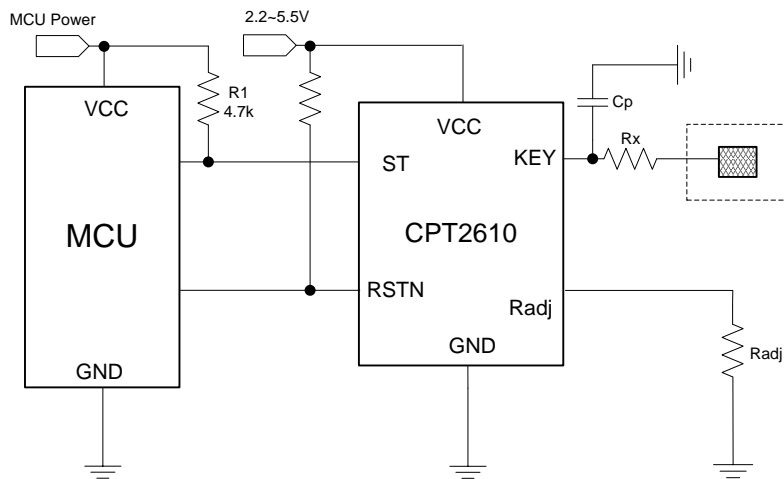 MCU Power
2.2~5.5V
VCC
R1
4.7k
VCC
Cp
Rx
ST
KEY
MCU
CPT2610
RSTN
Radj
GND
GND
Radj